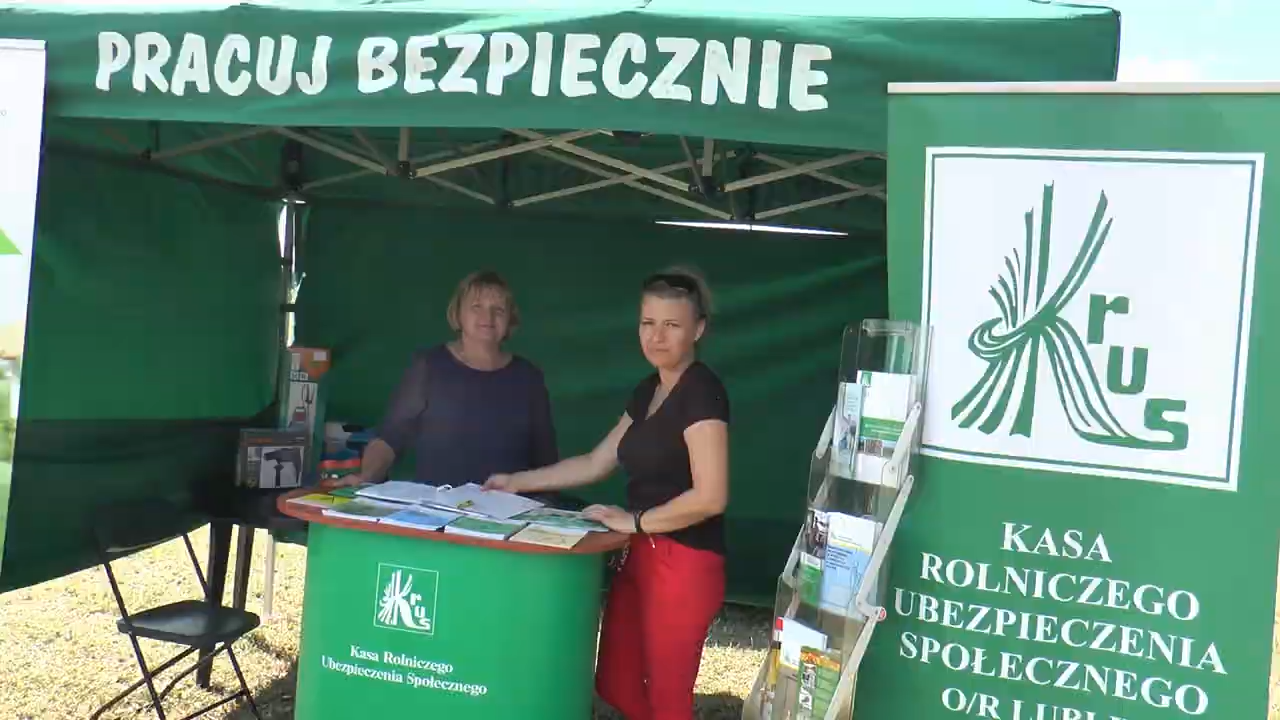 PRACUJ BEZPIECZNIE
Krus
KASA
ROLNICZEGO
UBEZPIECZENIA
SPOŁECZNEGO
O/R
Krus
Kasa Rolniczego
Ubezpieczenia Społecznego